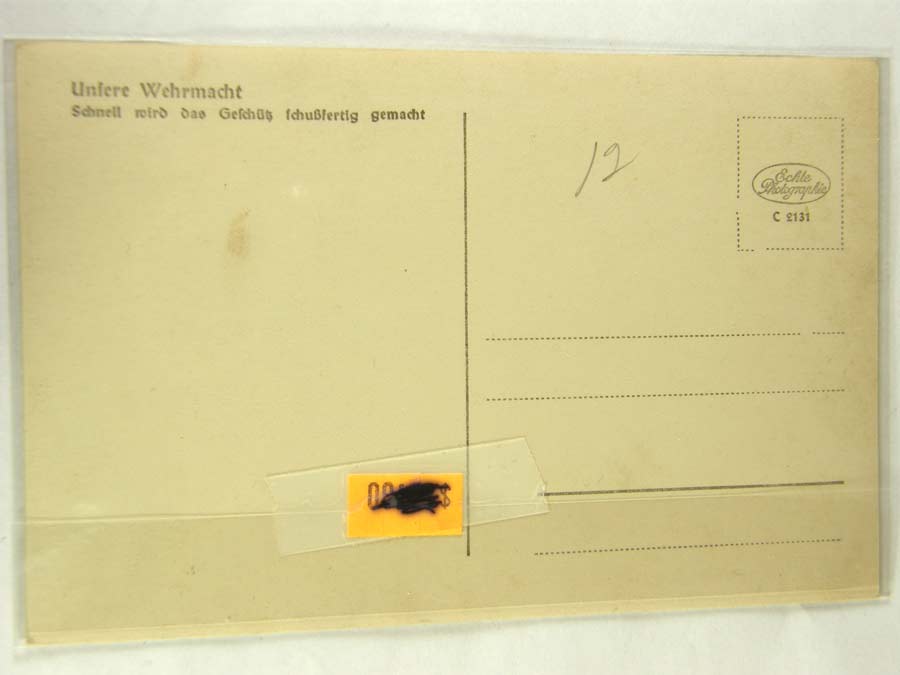 Unſere Wehrmacht
Schnell wird das Geſchütz ſchußfertig gemacht
12
Echte
Photographie
C 2131